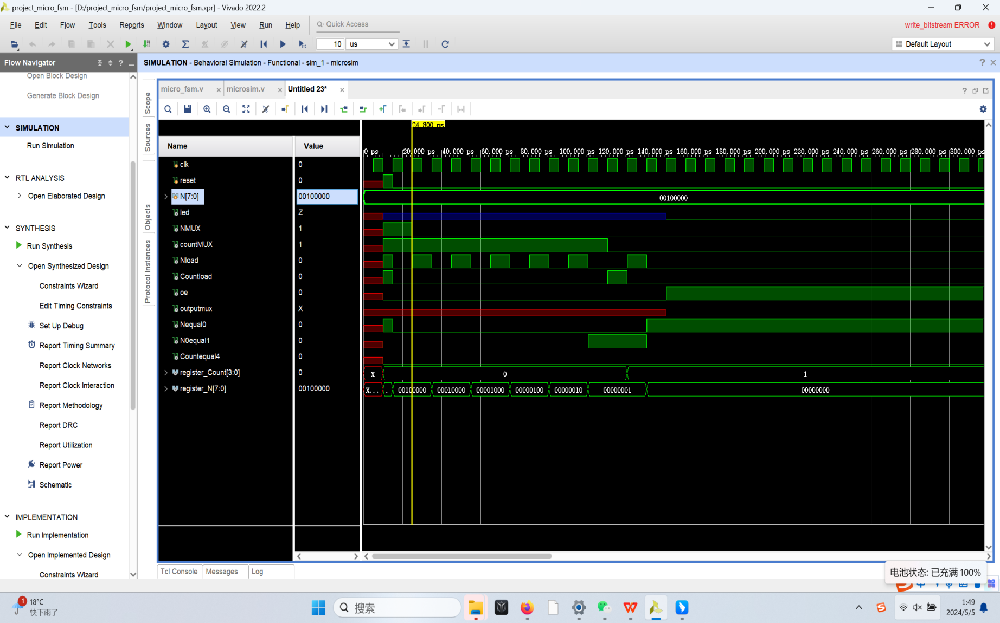 project_micro_fsm - [D:/project_micro_fsm/project_micro_fsm.xpr] - Vivado 2022.2
File Edit Flow Tools Reports Window Layout View Run Help Quick Access
write_bitstream ERROR
10 us
Default Layout
Flow Navigator
SIMULATION - Behavioral Simulation - Functional - sim_1 - microsim
Open Block Design
Generate Block Design
SIMULATION
Run Simulation
RTL ANALYSIS
Open Elaborated Design
SYNTHESIS
Run Synthesis
Open Synthesized Design
Constraints Wizard
Edit Timing Constraints
Set Up Debug
Report Timing Summary
Report Clock Networks
Report Clock Interaction
Report Methodology
Report DRC
Report Utilization
Report Power
Schematic
IMPLEMENTATION
Run Implementation
Open Implemented Design
Constraints Wizard
Scope
Sources
Objects
Protocol Instances
micro_fsm.v
microsim.v
Untitled 23*
24,800 ps
Name Value
0 ps 20,000 ps 40,000 ps 60,000 ps 80,000 ps 100,000 ps 120,000 ps 140,000 ps 160,000 ps 180,000 ps 200,000 ps 220,000 ps 240,000 ps 260,000 ps 280,000 ps 300,000 ps
clk 0
reset 0
N[7:0] 00100000 00100000
led Z
NMUX 1
countMUX 1
Nload 0
Countload 0
oe 0
outputmux X
Nequal0 0
N0equal1 0
Countequal4 0
register_Count[3:0] 0 X 0 1
register_N[7:0] 00100000 X... . 00100000 00010000 00001000 00000100 00000010 00000001 00000000
Tcl Console Messages Log
电池状态: 已充满 100%
1
18°C
快下雨了
搜索
1:49
2024/5/5